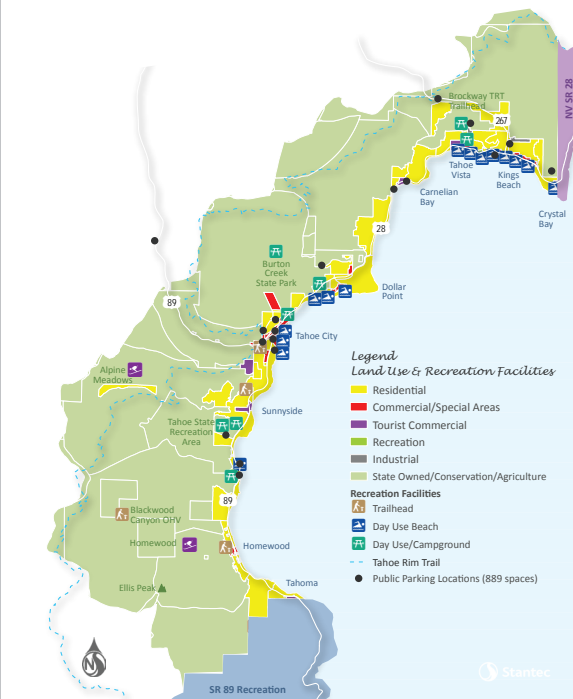 Brockway TRT
Trailhead
267
NV SR 28
Tahoe
Vista
Kings
Beach
Carnelian
Bay
Crystal
Bay
28
Burton
Creek
State Park
Dollar
Point
89
Tahoe City
Alpine
Meadows
Sunnyside
Tahoe State
Recreation
Area
89
Blackwood
Canyon OHV
Homewood
Homewood
Ellis Peak
Tahoma
SR 89 Recreation
N
Legend
Land Use & Recreation Facilities
Residential
Commercial/Special Areas
Tourist Commercial
Recreation
Industrial
State Owned/Conservation/Agriculture
Recreation Facilities
Trailhead
Day Use Beach
Day Use/Campground
Tahoe Rim Trail
Public Parking Locations (889 spaces)
Stantec